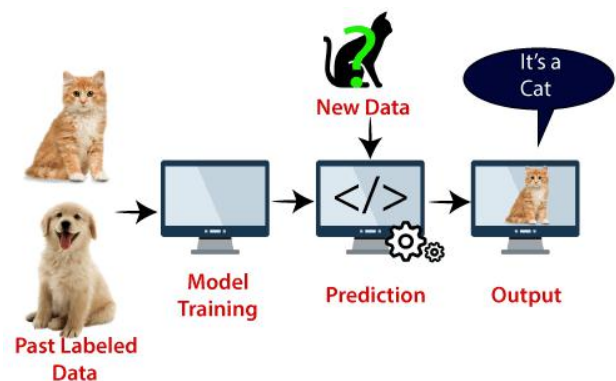 ?
New Data
It's a
Cat
</>
Model
Training
Prediction
Output
Past Labeled
Data